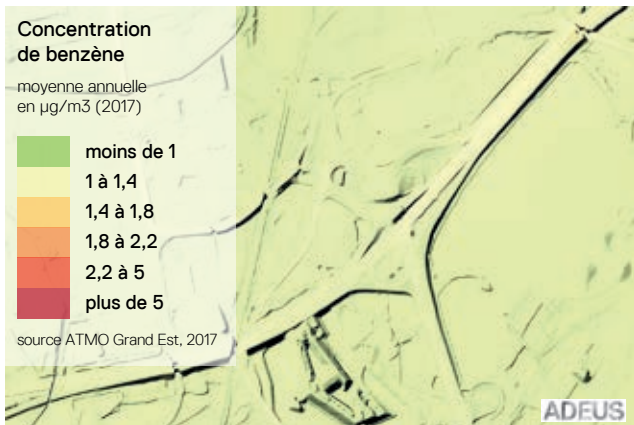 Concentration
de benzène
moyenne annuelle
en µg/m3 (2017)
moins de 1
1 à 1,4
1,4 à 1,8
1,8 à 2,2
2,2 à 5
plus de 5
source ATMO Grand Est, 2017
ADEUS